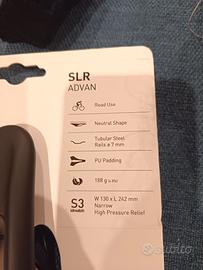 SLR
ADVAN
Road Use
Neutral Shape
Tubular Steel
Rails ø 7 mm
PU Padding
188 g
S3
idmatch
W 130 x L 242 mm
Narrow
High Pressure Relief
subito